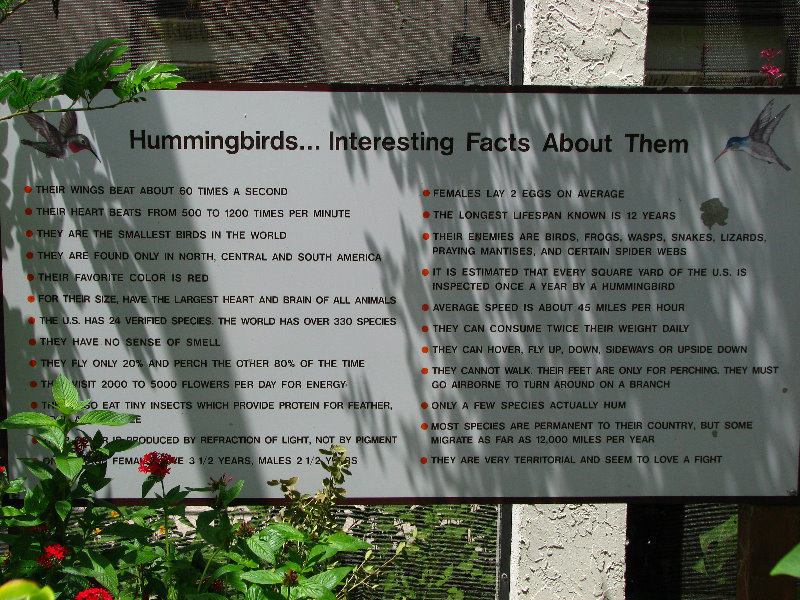 Hummingbirds... Interesting Facts About Them
THEIR WINGS BEAT ABOUT 60 TIMES A SECOND
THEIR HEART BEATS FROM 500 TO 1200 TIMES PER MINUTE
THEY ARE THE SMALLEST BIRDS IN THE WORLD
THEY ARE FOUND ONLY IN NORTH, CENTRAL AND SOUTH AMERICA
THEIR FAVORITE COLOR IS RED
FOR THEIR SIZE, HAVE THE LARGEST HEART AND BRAIN OF ALL ANIMALS
THE U.S. HAS 24 VERIFIED SPECIES. THE WORLD HAS OVER 330 SPECIES
THEY HAVE NO SENSE OF SMELL
THEY FLY ONLY 20% AND PERCH THE OTHER 80% OF THE TIME
VISIT 2000 TO 5000 FLOWERS PER DAY FOR ENERGY
EAT TINY INSECTS WHICH PROVIDE PROTEIN FOR FEATHER,
IS PRODUCED BY REFRACTION OF LIGHT, NOT BY PIGMENT
3 1/2 YEARS, MALES 2 1/2 YEARS
FEMALES LAY 2 EGGS ON AVERAGE
THE LONGEST LIFESPAN KNOWN IS 12 YEARS
THEIR ENEMIES ARE BIRDS, FROGS, WASPS, SNAKES, LIZARDS,
PRAYING MANTISES, AND CERTAIN SPIDER WEBS
IT IS ESTIMATED THAT EVERY SQUARE YARD OF THE U.S. IS
INSPECTED ONCE A YEAR BY A HUMMINGBIRD
AVERAGE SPEED IS ABOUT 45 MILES PER HOUR
THEY CAN CONSUME TWICE THEIR WEIGHT DAILY
THEY CAN HOVER, FLY UP, DOWN, SIDEWAYS OR UPSIDE DOWN
THEY CANNOT WALK. THEIR FEET ARE ONLY FOR PERCHING. THEY MUST
GO AIRBORNE TO TURN AROUND ON A BRANCH
ONLY A FEW SPECIES ACTUALLY HUM
MOST SPECIES ARE PERMANENT TO THEIR COUNTRY, BUT SOME
MIGRATE AS FAR AS 12,000 MILES PER YEAR
THEY ARE VERY TERRITORIAL AND SEEM TO LOVE A FIGHT